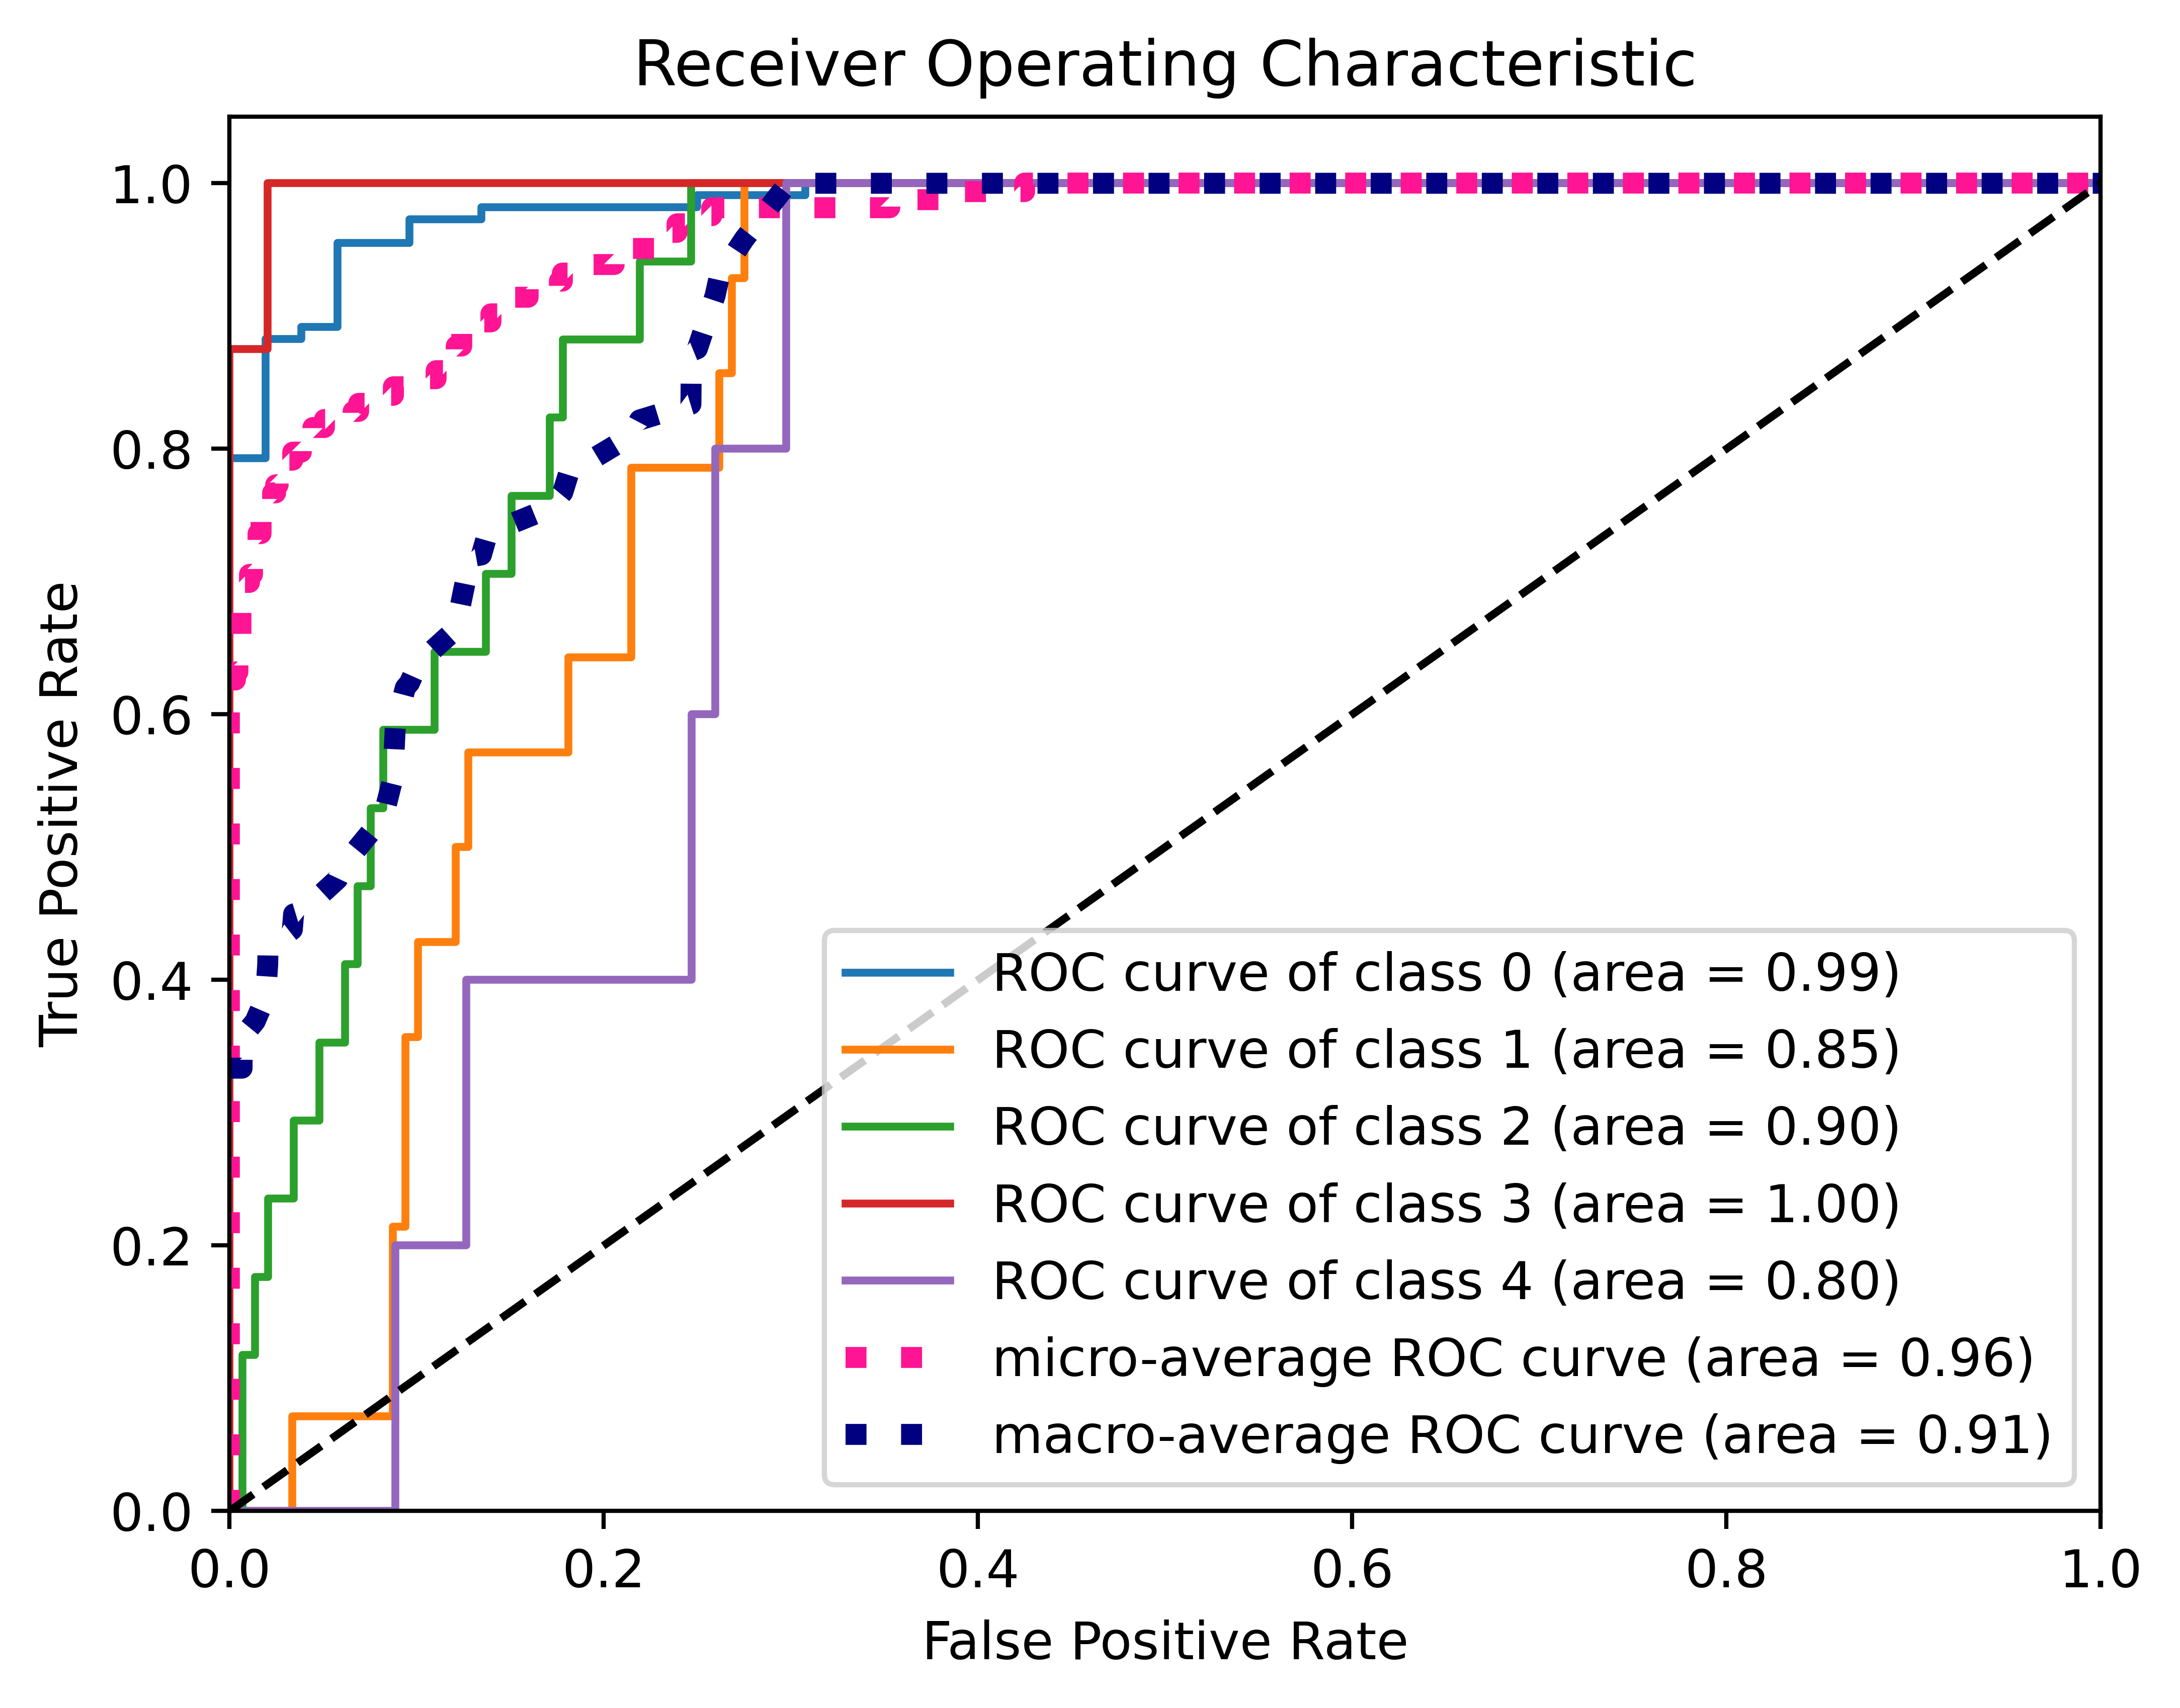 Receiver Operating Characteristic
True Positive Rate
1.0
0.8
0.6
0.4
0.2
0.0
ROC curve of class 0 (area = 0.99)
ROC curve of class 1 (area = 0.85)
ROC curve of class 2 (area = 0.90)
ROC curve of class 3 (area = 1.00)
ROC curve of class 4 (area = 0.80)
micro-average ROC curve (area = 0.96)
macro-average ROC curve (area = 0.91)
0.0 0.2 0.4 0.6 0.8 1.0
False Positive Rate